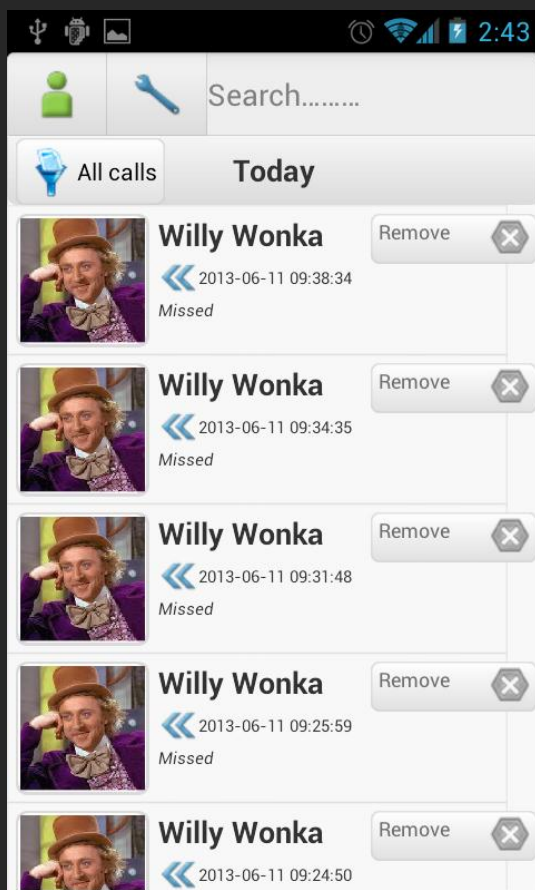 2:43
Search.........
All calls
Today
Willy Wonka
Remove
2013-06-11 09:38:34
Missed
Willy Wonka
Remove
2013-06-11 09:34:35
Missed
Willy Wonka
Remove
2013-06-11 09:31:48
Missed
Willy Wonka
Remove
2013-06-11 09:25:59
Missed
Willy Wonka
Remove
2013-06-11 09:24:50